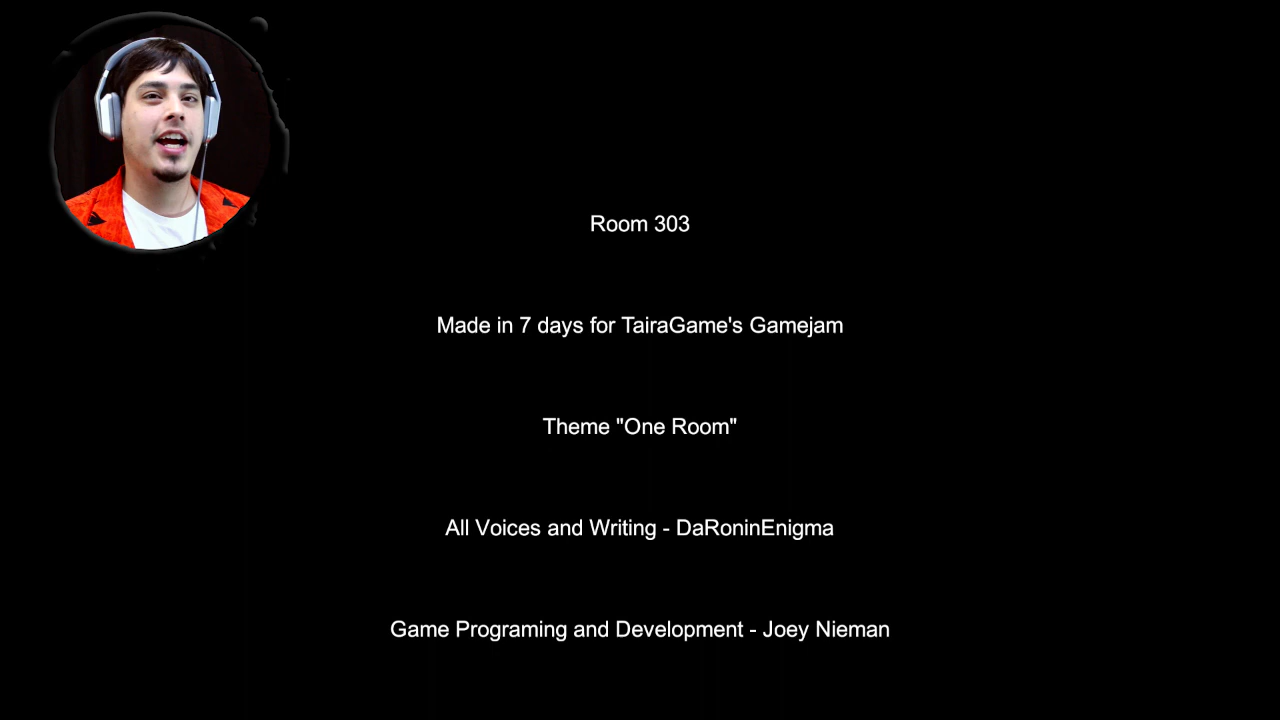 Room 303
Made in 7 days for TairaGame's Gamejam
Theme "One Room"
All Voices and Writing - DaRoninEnigma
Game Programing and Development - Joey Nieman